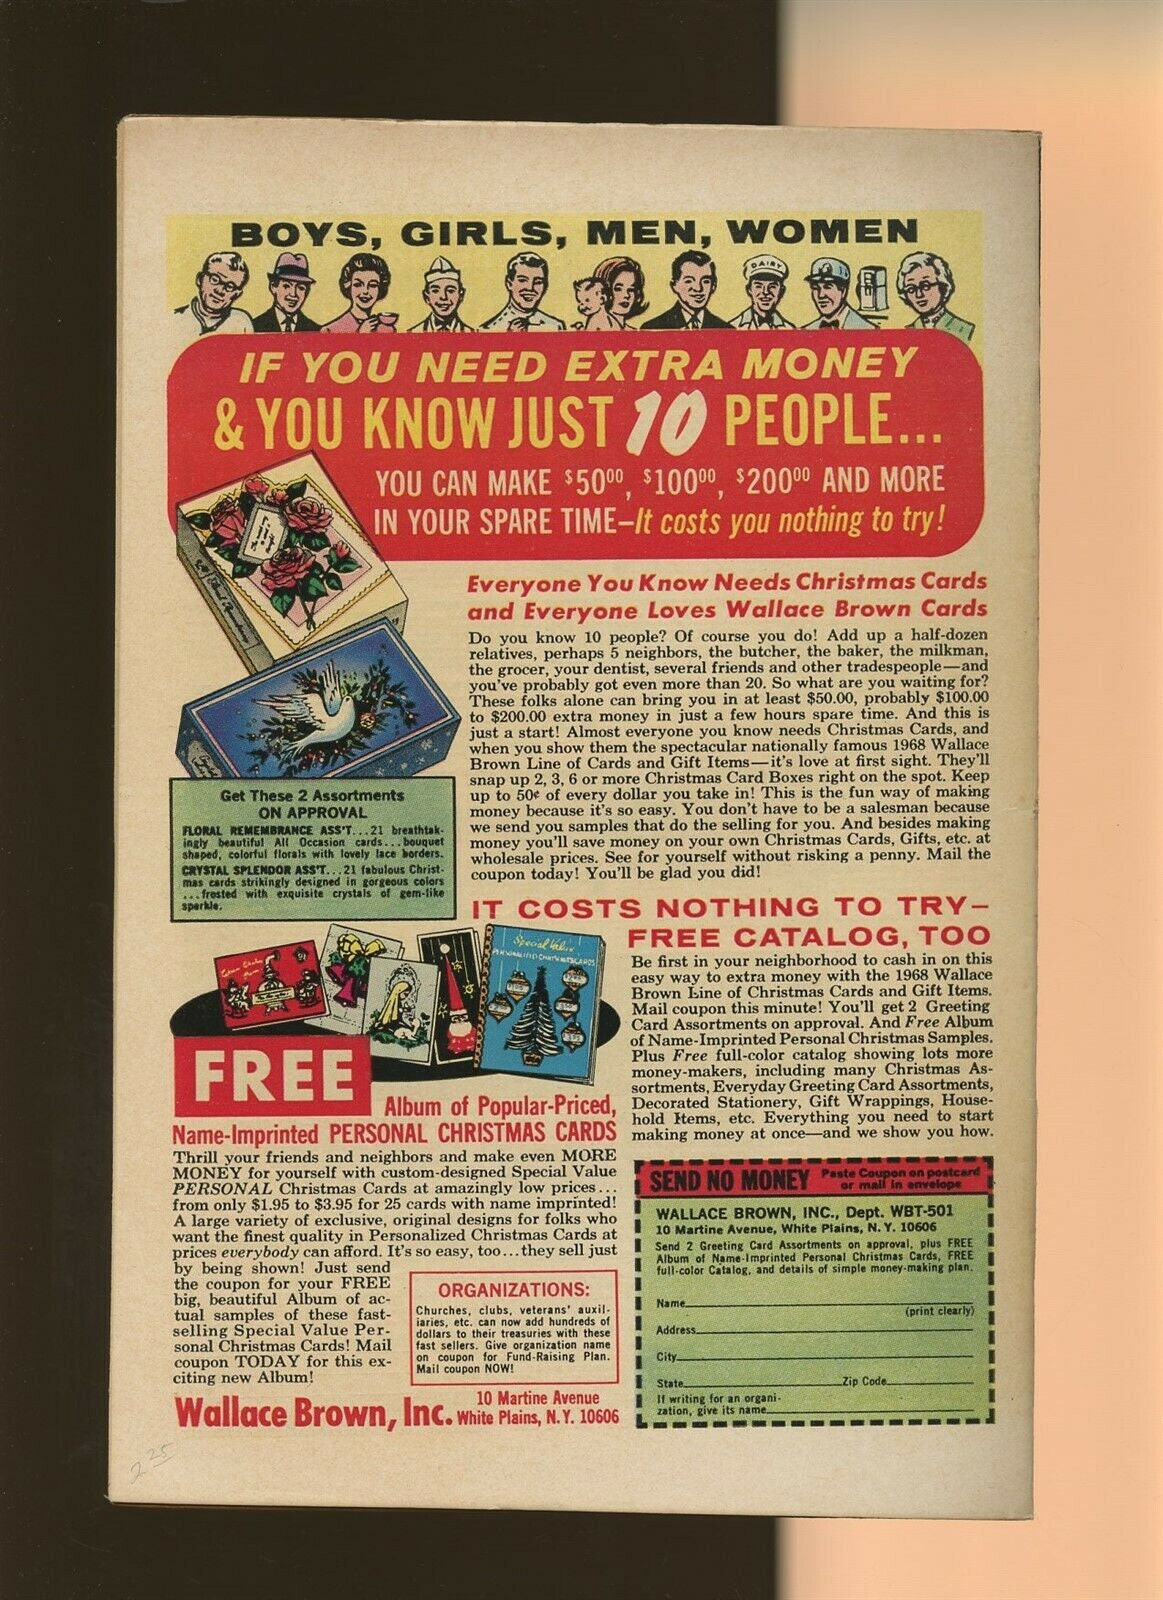 BOYS, GIRLS, MEN, WOMEN
DAIRY
IF YOU NEED EXTRA MONEY
& YOU KNOW JUST 10 PEOPLE...
YOU CAN MAKE $50⁰⁰, $100⁰⁰, $200⁰⁰ AND MORE
IN YOUR SPARE TIME—It costs you nothing to try!
Everyone You Know Needs Christmas Cards
and Everyone Loves Wallace Brown Cards
Do you know 10 people? Of course you do! Add up a half-dozen
relatives, perhaps 5 neighbors, the butcher, the baker, the milkman,
the grocer, your dentist, several friends and other tradespeople—and
you've probably got even more than 20. So what are you waiting for?
These folks alone can bring you in at least $50.00, probably $100.00
to $200.00 extra money in just a few hours spare time. And this is
just a start! Almost everyone you know needs Christmas Cards, and
when you show them the spectacular nationally famous 1968 Wallace
Brown Line of Cards and Gift Items—it's love at first sight. They'll
snap up 2, 3, 6 or more Christmas Card Boxes right on the spot. Keep
up to 50¢ of every dollar you take in! This is the fun way of making
money because it's so easy. You don't have to be a salesman because
we send you samples that do the selling for you. And besides making
money you'll save money on your own Christmas Cards, Gifts, etc. at
wholesale prices. See for yourself without risking a penny. Mail the
coupon today! You'll be glad you did!
Get These 2 Assortments
ON APPROVAL
FLORAL REMEMBRANCE ASS'T...21 breathtak-
ingly beautiful All Occasion cards...bouquet
shaped, colorful florals with lovely lace borders.
CRYSTAL SPLENDOR ASS'T...21 fabulous Christ-
mas cards strikingly designed in gorgeous colors
...frosted with exquisite crystals of gem-like
sparkle.
IT COSTS NOTHING TO TRY—
FREE CATALOG, TOO
Be first in your neighborhood to cash in on this
easy way to extra money with the 1968 Wallace
Brown Line of Christmas Cards and Gift Items.
Mail coupon this minute! You'll get 2 Greeting
Card Assortments on approval. And Free Album
of Name-Imprinted Personal Christmas Samples.
Plus Free full-color catalog showing lots more
money-makers, including many Christmas As-
sortments, Everyday Greeting Card Assortments,
Decorated Stationery, Gift Wrappings, House-
hold Items, etc. Everything you need to start
making money at once—and we show you how.
Special Value
PERSONALIZED CHRISTMAS CARDS
FREE
Album of Popular-Priced,
Name-Imprinted PERSONAL CHRISTMAS CARDS
Thrill your friends and neighbors and make even MORE
MONEY for yourself with custom-designed Special Value
PERSONAL Christmas Cards at amazingly low prices...
from only $1.95 to $3.95 for 25 cards with name imprinted!
A large variety of exclusive, original designs for folks who
want the finest quality in Personalized Christmas Cards at
prices everybody can afford. It's so easy, too...they sell just
by being shown! Just send
the coupon for your FREE
big, beautiful Album of ac-
tual samples of these fast-
selling Special Value Per-
sonal Christmas Cards! Mail
coupon TODAY for this ex-
citing new Album!
ORGANIZATIONS:
Churches, clubs, veterans' auxil-
iaries, etc. can now add hundreds of
dollars to their treasuries with these
fast sellers. Give organization name
on coupon for Fund-Raising Plan.
Mail coupon NOW!
Wallace Brown, Inc. 10 Martine Avenue
White Plains, N.Y. 10606
SEND NO MONEY Paste Coupon on postcard
or mail in envelope
WALLACE BROWN, INC., Dept. WBT-501
10 Martine Avenue, White Plains, N.Y. 10606
Send 2 Greeting Card Assortments on approval, plus FREE
Album of Name-Imprinted Personal Christmas Cards, FREE
full-color Catalog, and details of simple money-making plan.
Name
(print clearly)
Address
City
State Zip Code
If writing for an organi-
zation, give its name
2 25